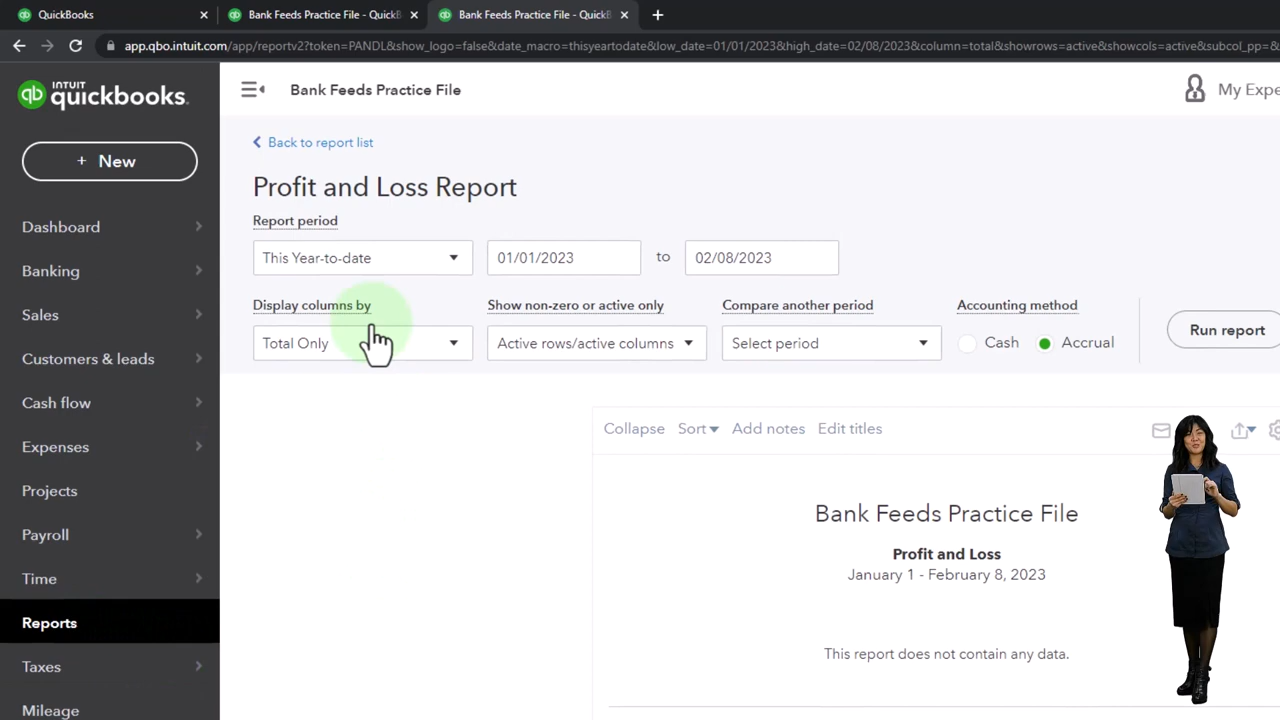 QuickBooks
Bank Feeds Practice File - QuickB
Bank Feeds Practice File - QuickB
app.qbo.intuit.com/app/reportv2?token=PANDL&show_logo=false&date_macro=thisyeartodate&low_date=01/01/2023&high_date=02/08/2023&column=total&showrows=active&showcols=active&subcol_pp=&
qb INTUIT quickbooks.
+ New
Dashboard
Banking
Sales
Customers & leads
Cash flow
Expenses
Projects
Payroll
Time
Reports
Taxes
Mileage
Bank Feeds Practice File
My Expe
Back to report list
Profit and Loss Report
Report period
This Year-to-date 01/01/2023 to 02/08/2023
Display columns by Show non-zero or active only Compare another period Accounting method
Total Only Active rows/active columns Select period Cash Accrual Run report
Collapse Sort Add notes Edit titles
Bank Feeds Practice File
Profit and Loss
January 1 - February 8, 2023
This report does not contain any data.